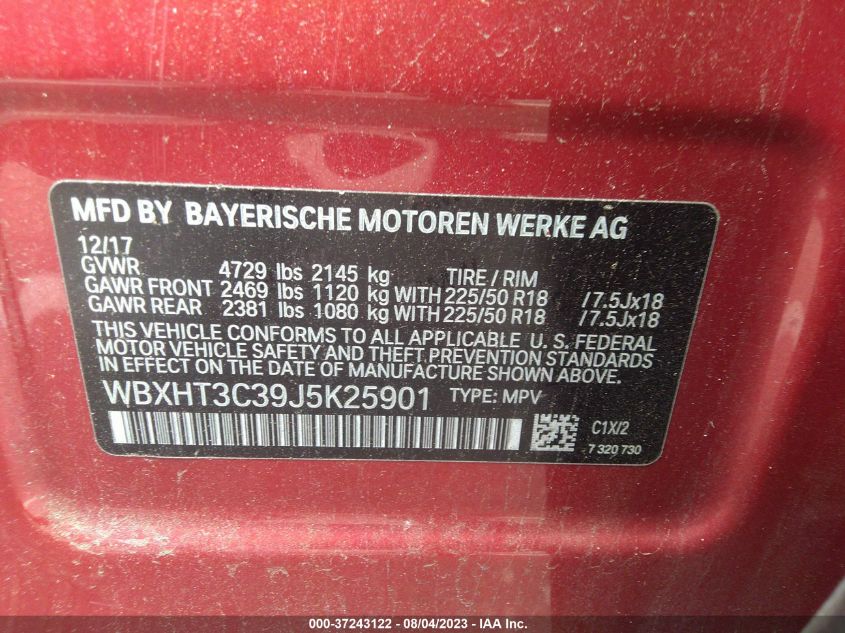 MFD BY BAYERISCHE MOTOREN WERKE AG
12/17
GVWR 4729 lbs 2145 kg TIRE / RIM
GAWR FRONT 2469 lbs 1120 kg WITH 225/50 R18 /7.5Jx18
GAWR REAR 2381 lbs 1080 kg WITH 225/50 R18 /7.5Jx18
THIS VEHICLE CONFORMS TO ALL APPLICABLE U. S. FEDERAL
MOTOR VEHICLE SAFETY AND THEFT PREVENTION STANDARDS
IN EFFECT ON THE DATE OF MANUFACTURE SHOWN ABOVE.
WBXHT3C39J5K25901 TYPE: MPV
C1X/2
7 320 730
000-37243122 - 08/04/2023 - IAA Inc.